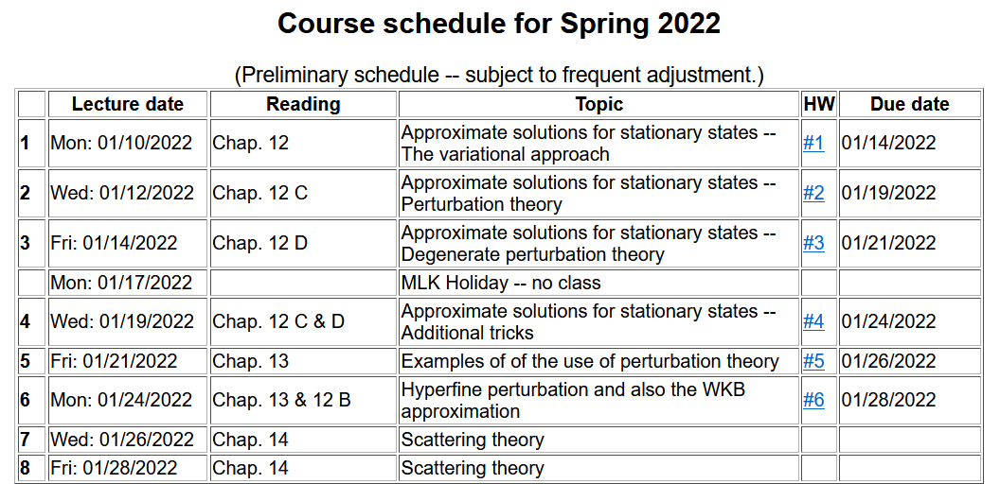 Course schedule for Spring 2022
(Preliminary schedule -- subject to frequent adjustment.)
Lecture date Reading Topic HW Due date
1 Mon: 01/10/2022 Chap. 12 Approximate solutions for stationary states --
The variational approach #1 01/14/2022
2 Wed: 01/12/2022 Chap. 12 C Approximate solutions for stationary states --
Perturbation theory #2 01/19/2022
3 Fri: 01/14/2022 Chap. 12 D Approximate solutions for stationary states --
Degenerate perturbation theory #3 01/21/2022
Mon: 01/17/2022 MLK Holiday -- no class
4 Wed: 01/19/2022 Chap. 12 C & D Approximate solutions for stationary states --
Additional tricks #4 01/24/2022
5 Fri: 01/21/2022 Chap. 13 Examples of of the use of perturbation theory #5 01/26/2022
6 Mon: 01/24/2022 Chap. 13 & 12 B Hyperfine perturbation and also the WKB
approximation #6 01/28/2022
7 Wed: 01/26/2022 Chap. 14 Scattering theory
8 Fri: 01/28/2022 Chap. 14 Scattering theory